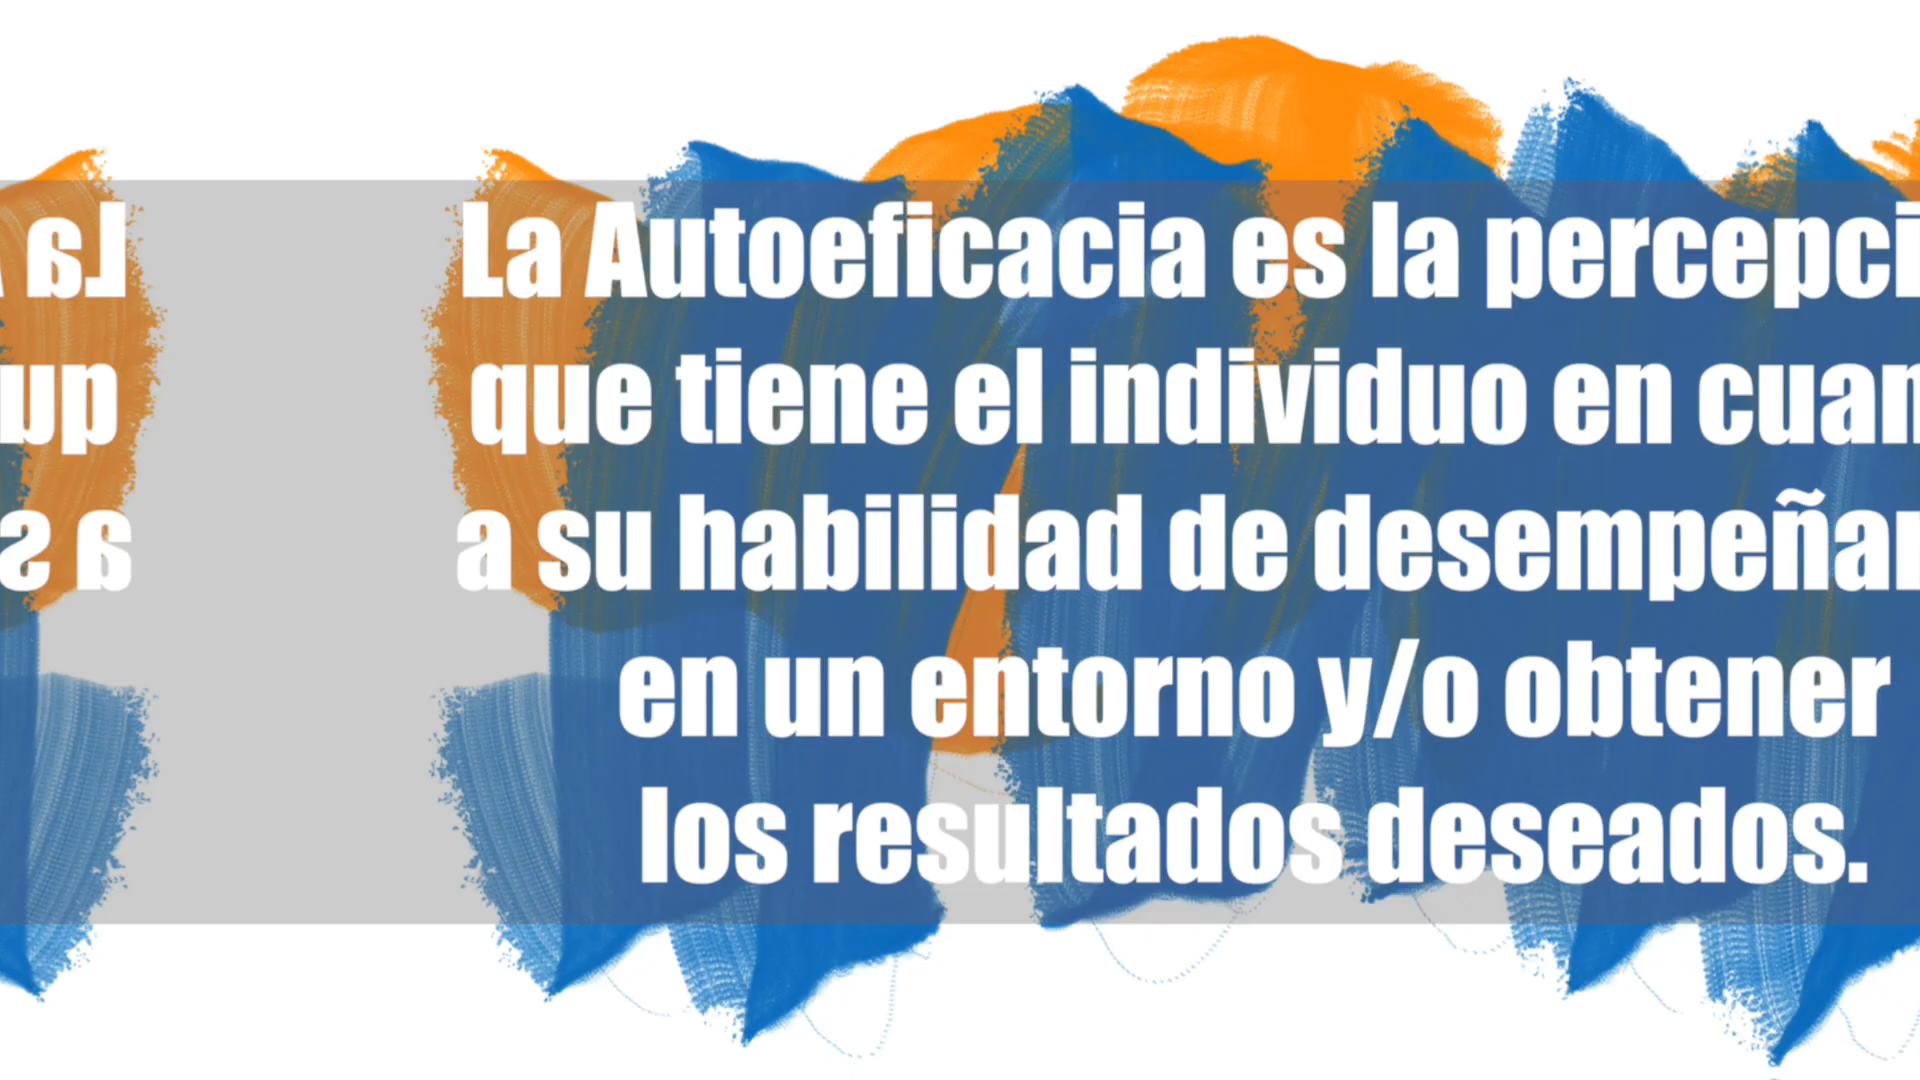 La Autoeficacia es la percepci
que tiene el individuo en cuan
a su habilidad de desempeñar
en un entorno y/o obtener
los resultados deseados.